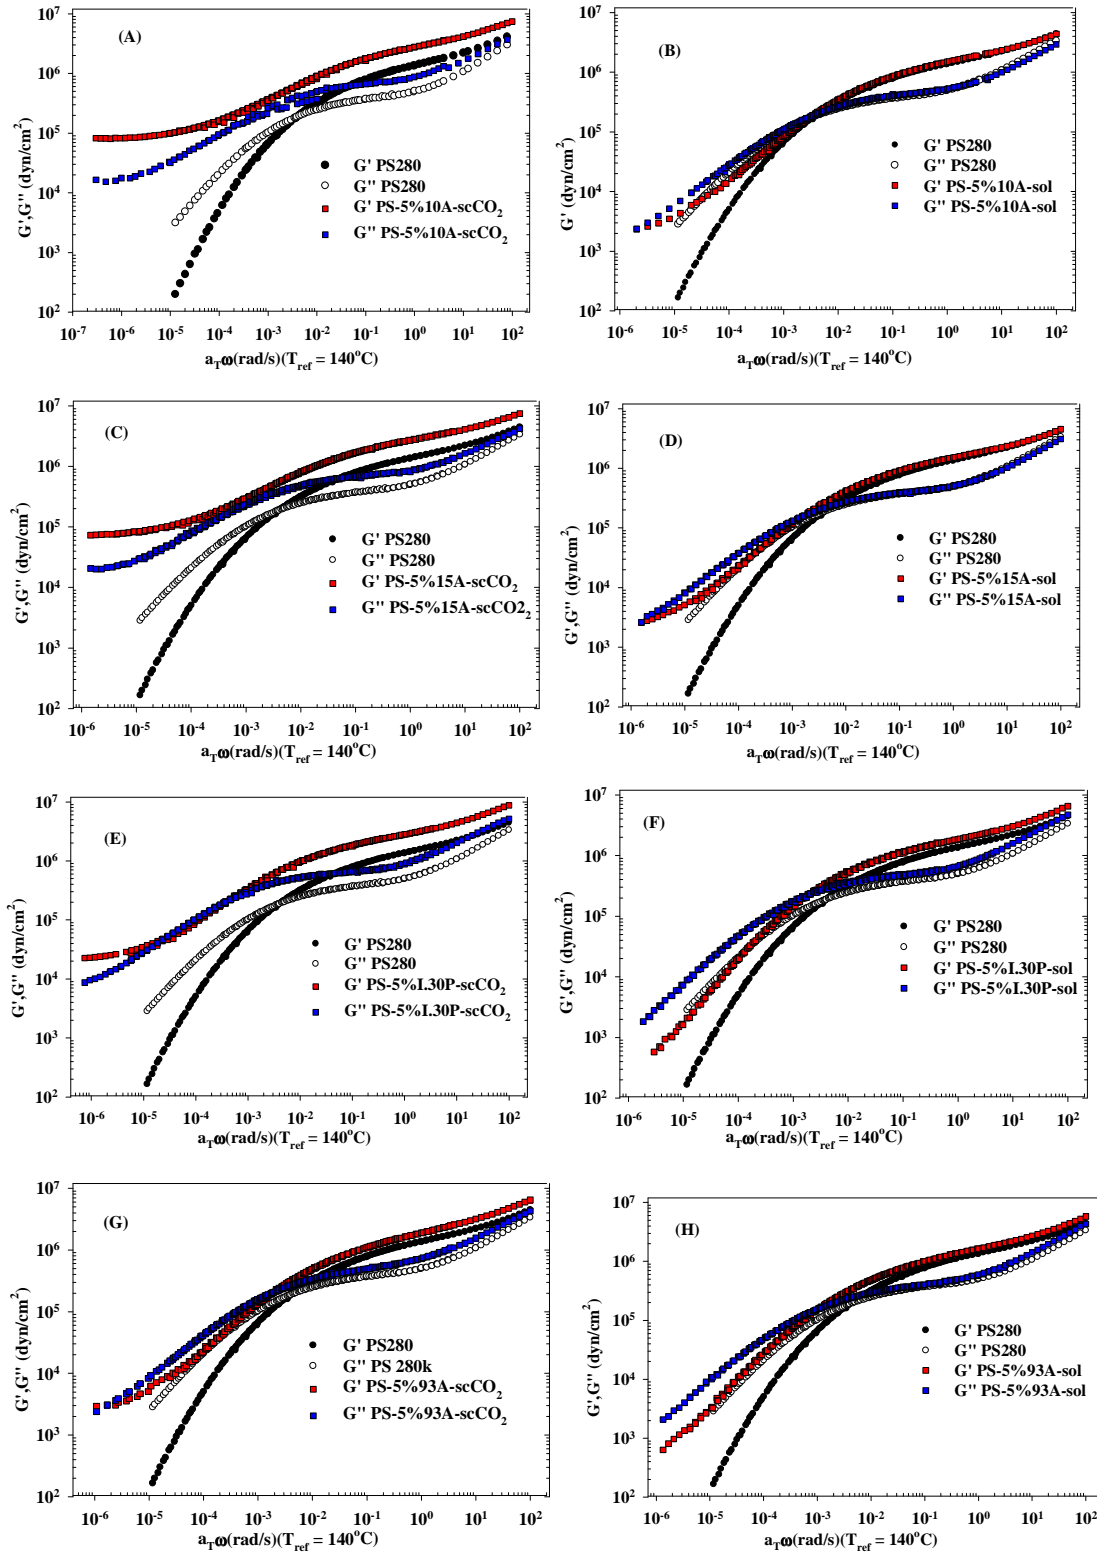 (A)
G',G'' (dyn/cm²)
10⁷
10⁶
10⁵
10⁴
10³
10²
G' PS280
G'' PS280
G' PS-5%10A-scCO₂
G'' PS-5%10A-scCO₂
10⁻⁷ 10⁻⁶ 10⁻⁵ 10⁻⁴ 10⁻³ 10⁻² 10⁻¹ 10⁰ 10¹ 10²
a_Tω(rad/s)(T_ref = 140°C)
(B)
G' (dyn/cm²)
10⁷
10⁶
10⁵
10⁴
10³
10²
G' PS280
G'' PS280
G' PS-5%10A-sol
G'' PS-5%10A-sol
10⁻⁶ 10⁻⁵ 10⁻⁴ 10⁻³ 10⁻² 10⁻¹ 10⁰ 10¹ 10²
a_Tω(rad/s)(T_ref = 140°C)
(C)
G',G'' (dyn/cm²)
10⁷
10⁶
10⁵
10⁴
10³
10²
G' PS280
G'' PS280
G' PS-5%15A-scCO₂
G'' PS-5%15A-scCO2₂
10⁻⁶ 10⁻⁵ 10⁻⁴ 10⁻³ 10⁻² 10⁻¹ 10⁰ 10¹ 10²
a_Tω(rad/s)(T_ref = 140°C)
(D)
G',G'' (dyn/cm²)
10⁷
10⁶
10⁵
10⁴
10³
10²
G' PS280
G'' PS280
G' PS-5%15A-sol
G'' PS-5%15A-sol
10⁻⁶ 10⁻⁵ 10⁻⁴ 10⁻³ 10⁻² 10⁻¹ 10⁰ 10¹ 10²
a_Tω(rad/s)(T_ref = 140°C)
(E)
G',G'' (dyn/cm²)
10⁷
10⁶
10⁵
10⁴
10³
10²
G' PS280
G'' PS280
G' PS-5%I.30P-scCO₂
G'' PS-5%I.30P-scCO₂
10⁻⁶ 10⁻⁵ 10⁻⁴ 10⁻³ 10⁻² 10⁻¹ 10⁰ 10¹ 10²
a_Tω(rad/s)(T_ref = 140°C)
(F)
G',G'' (dyn/cm²)
10⁷
10⁶
10⁵
10⁴
10³
10²
G' PS280
G'' PS280
G' PS-5%I.30P-sol
G'' PS-5%I.30P-sol
10⁻⁶ 10⁻⁵ 10⁻⁴ 10⁻³ 10⁻² 10⁻¹ 10⁰ 10¹ 10²
a_Tω(rad/s)(T_ref = 140°C)
(G)
G',G'' (dyn/cm²)
10⁷
10⁶
10⁵
10⁴
10³
10²
G' PS280
G'' PS 280k
G' PS-5%93A-scCO₂
G'' PS-5%93A-scCO₂
10⁻⁶ 10⁻⁵ 10⁻⁴ 10⁻³ 10⁻² 10⁻¹ 10⁰ 10¹ 10²
a_Tω(rad/s)(T_ref = 140°C)
(H)
G',G'' (dyn/cm²)
10⁷
10⁶
10⁵
10⁴
10³
10²
G' PS280
G'' PS280
G' PS-5%93A-sol
G'' PS-5%93A-sol
10⁻⁶ 10⁻⁵ 10⁻⁴ 10⁻³ 10⁻² 10⁻¹ 10⁰ 10¹ 10²
a_Tω(rad/s)(T_ref = 140°C)